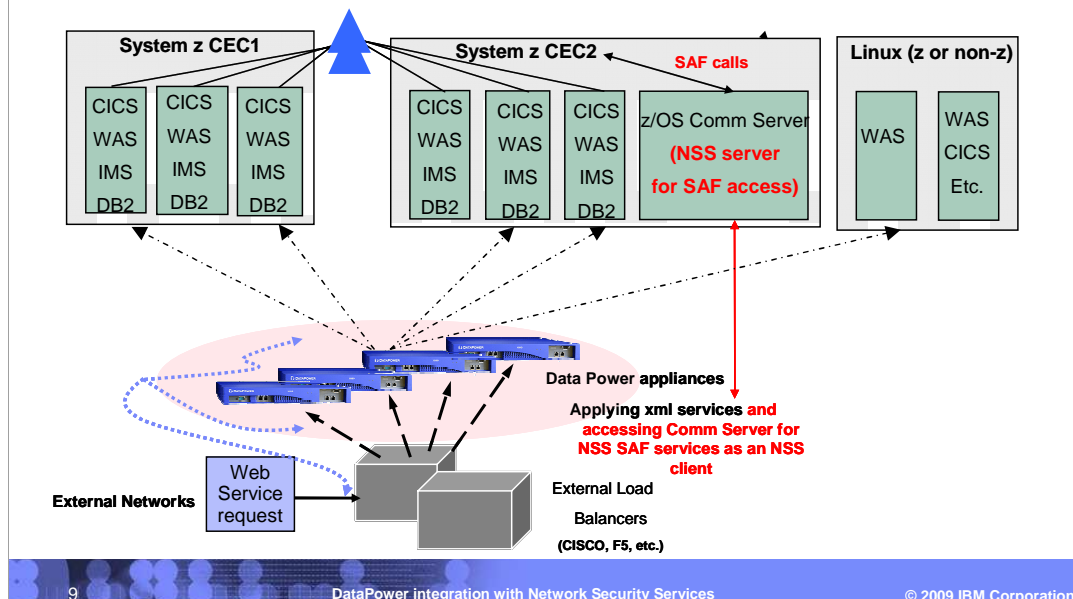 System z CEC1
CICS
WAS
IMS
DB2
CICS
WAS
IMS
DB2
CICS
WAS
IMS
DB2
System z CEC2
SAF calls
CICS
WAS
IMS
DB2
CICS
WAS
IMS
DB2
CICS
WAS
IMS
DB2
z/OS Comm Server
(NSS server
for SAF access)
Linux (z or non-z)
WAS
WAS
CICS
Etc.
Data Power appliances
Applying xml services and
accessing Comm Server for
NSS SAF services as an NSS
client
External Networks
Web
Service
request
External Load
Balancers
(CISCO, F5, etc.)
9
DataPower integration with Network Security Services
© 2009 IBM Corporation